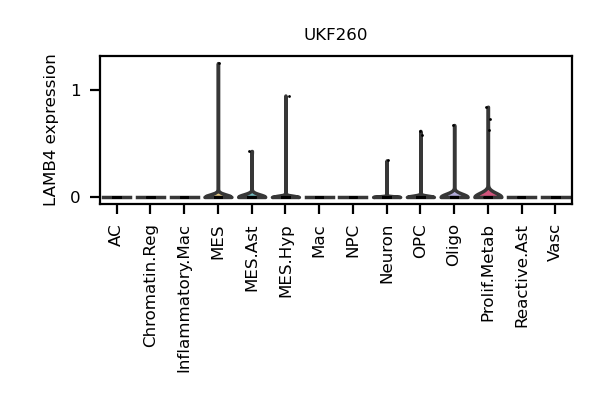 UKF260
LAMB4 expression
1
0
AC
Chromatin.Reg
Inflammatory.Mac
MES
MES.Ast
MES.Hyp
Mac
NPC
Neuron
OPC
Oligo
Prolif.Metab
Reactive.Ast
Vasc